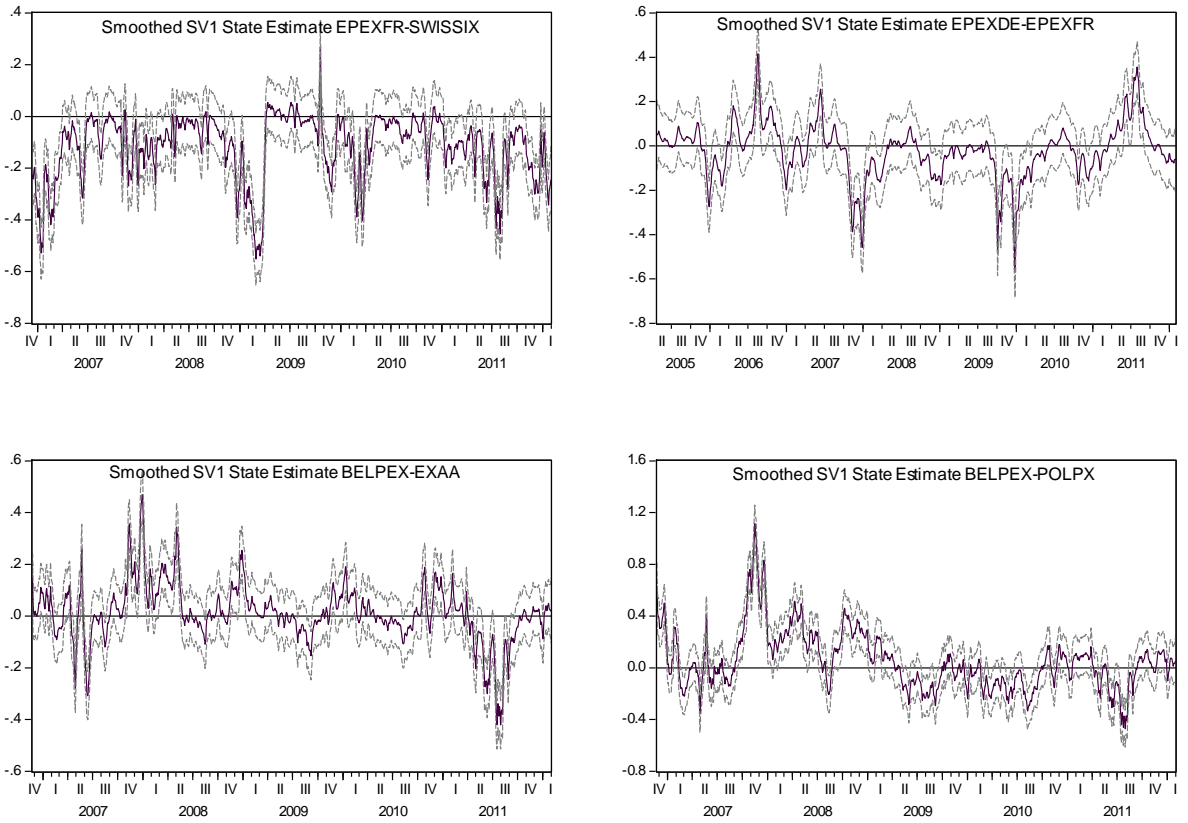 Smoothed SV1 State Estimate EPEXFR-SWISSIX
.4
.2
.0
-.2
-.4
-.6
-.8
IV I II III IV I II III IV I II III IV I II III IV I II III IV I
2007 2008 2009 2010 2011
Smoothed SV1 State Estimate EPEXDE-EPEXFR
.6
.4
.2
.0
-.2
-.4
-.6
-.8
II III IV I II III IV I II III IV I II III IV I II III IV I II III IV I II III IV I
2005 2006 2007 2008 2009 2010 2011
Smoothed SV1 State Estimate BELPEX-EXAA
.6
.4
.2
.0
-.2
-.4
-.6
IV I II III IV I II III IV I II III IV I II III IV I II III IV I
2007 2008 2009 2010 2011
Smoothed SV1 State Estimate BELPEX-POLPX
1.6
1.2
0.8
0.4
0.0
-0.4
-0.8
IV I II III IV I II III IV I II III IV I II III IV I II III IV I
2007 2008 2009 2010 2011